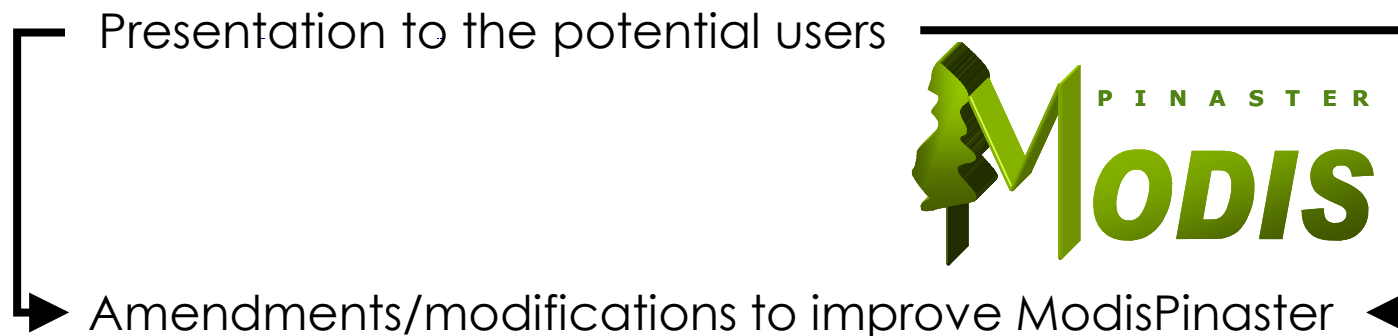 Presentation to the potential users
PINASTER
MODIS
Amendments/modifications to improve ModisPinaster